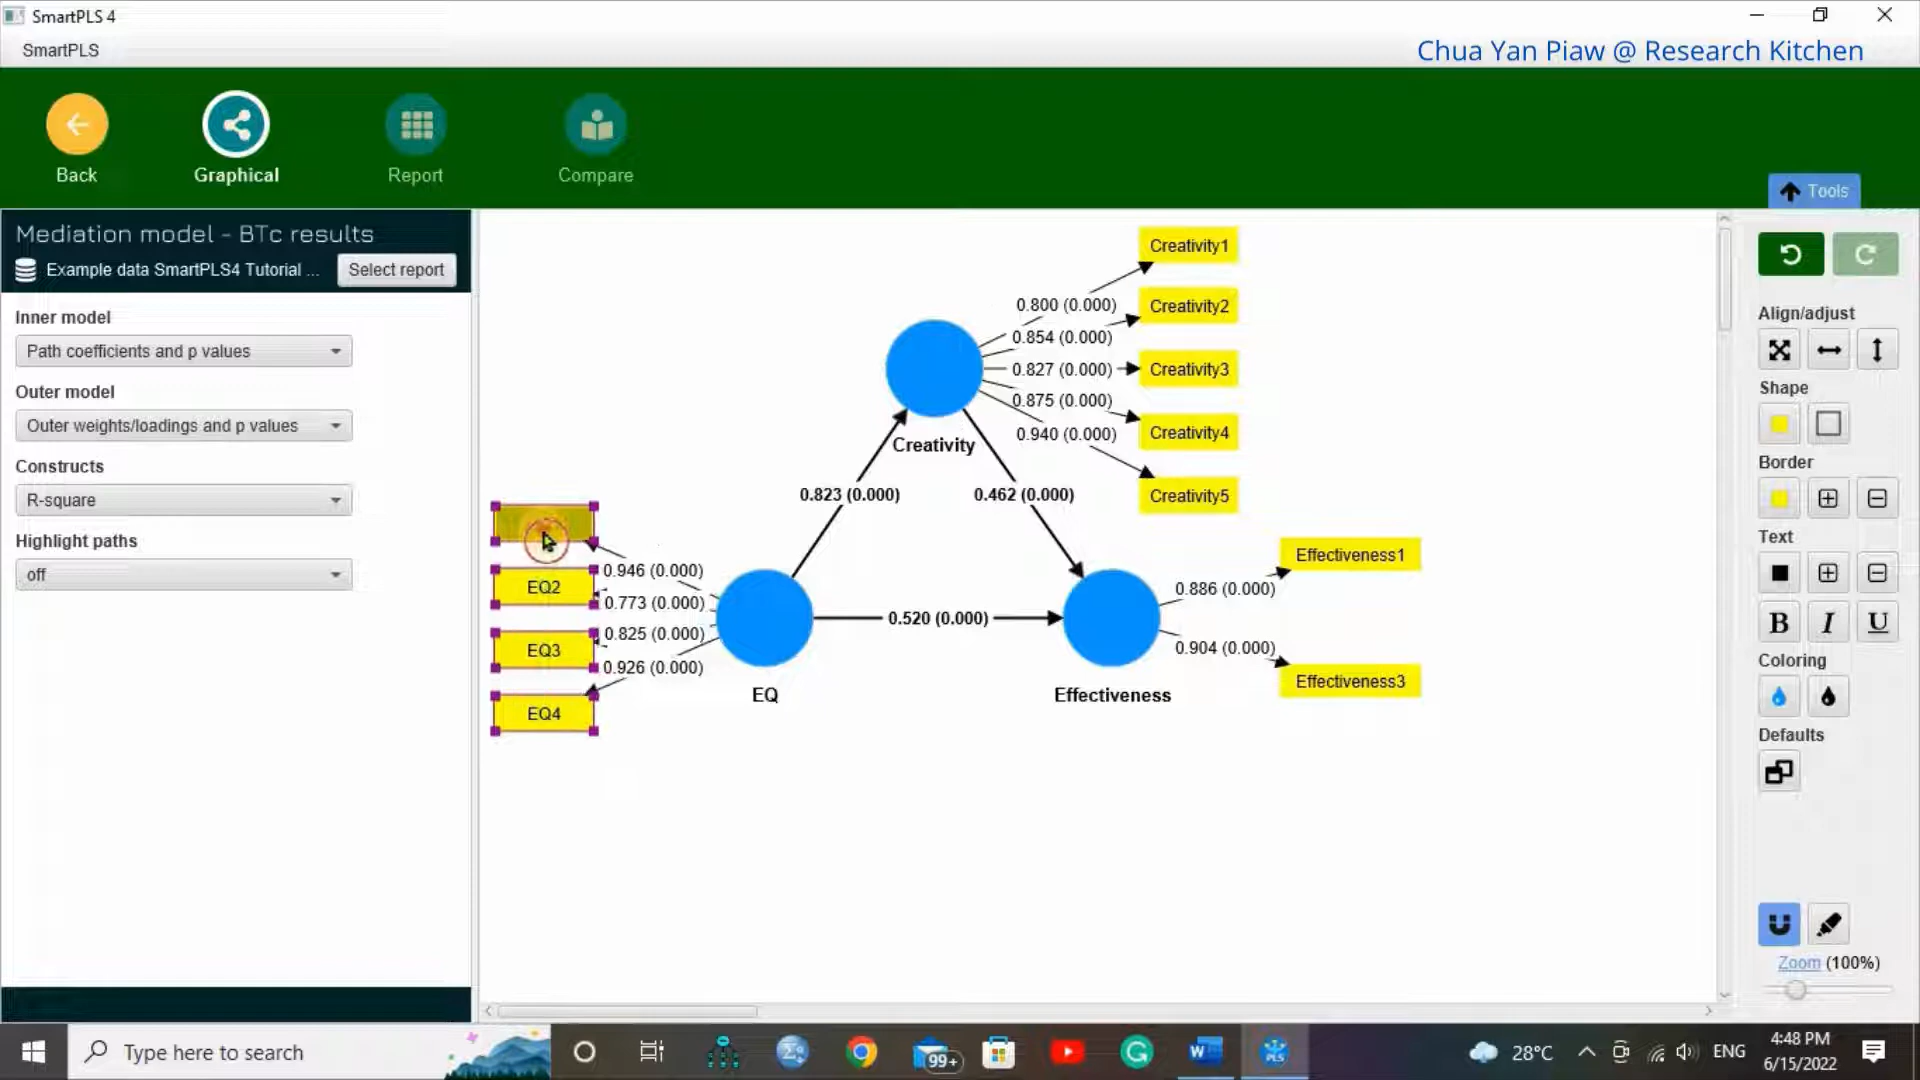 SmartPLS 4
SmartPLS
Chua Yan Piaw @ Research Kitchen
Back
Graphical
Report
Compare
Tools
Mediation model - BTc results
Example data SmartPLS4 Tutorial ...
Select report
Inner model
Path coefficients and p values
Outer model
Outer weights/loadings and p values
Constructs
R-square
Highlight paths
off
Creativity1
0.800 (0.000)
Creativity2
0.854 (0.000)
0.827 (0.000)
Creativity3
0.875 (0.000)
Creativity4
0.940 (0.000)
Creativity
Creativity5
0.823 (0.000)
0.462 (0.000)
Effectiveness1
0.946 (0.000)
EQ2
0.773 (0.000)
0.886 (0.000)
0.520 (0.000)
0.825 (0.000)
EQ3
0.904 (0.000)
0.926 (0.000)
Effectiveness3
EQ
Effectiveness
EQ4
Align/adjust
Shape
Border
Text
B I U
Coloring
Defaults
Zoom (100%)
Type here to search
99+
PLS
28°C
ENG
4:48 PM
6/15/2022